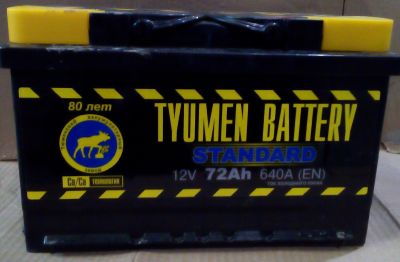 80 лет
TYUMEN BATTERY
STANDARD
12V 72Ah 640A (EN)
Ca/Ca